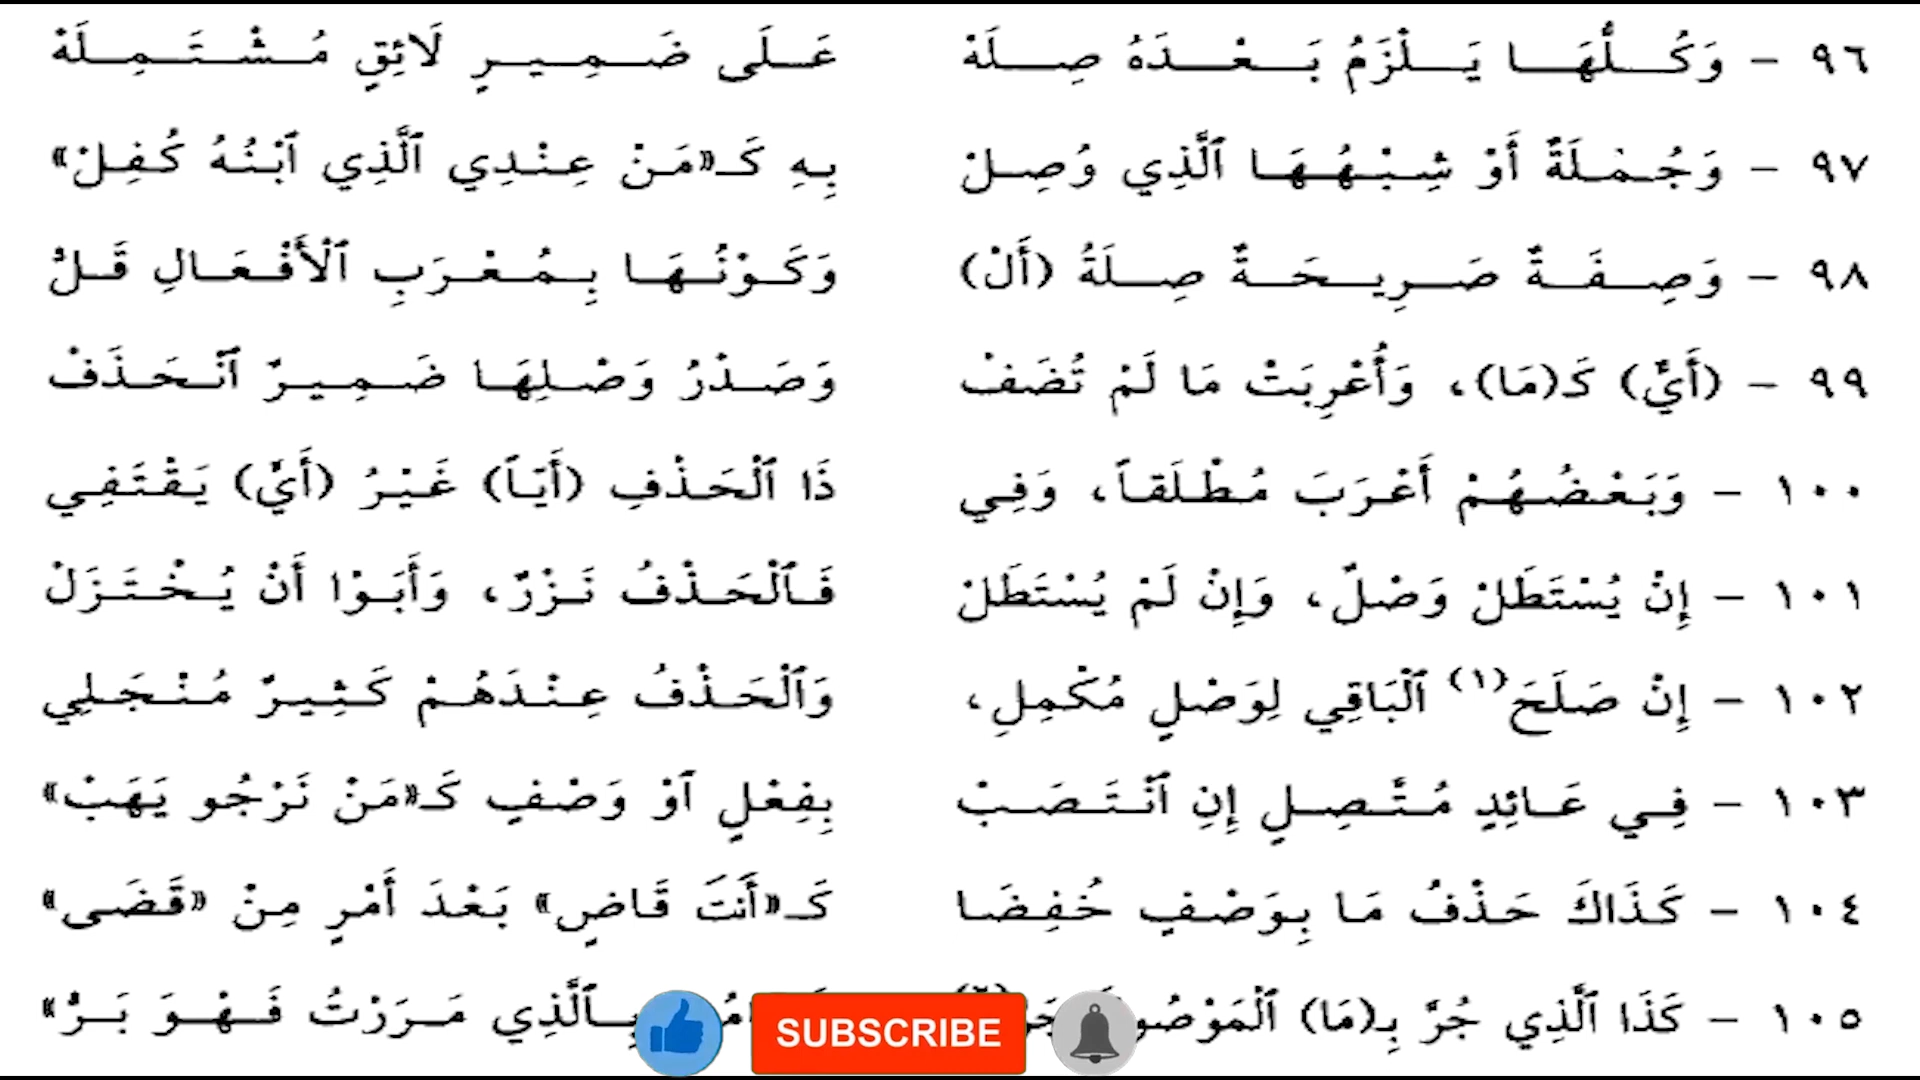 ٩٦ - وَكُلُّهَا يَلْزَمُ بَعْدَهُ صِلَهْ عَلَى ضَمِيرٍ لَائِقٍ مُشْتَمِلَهْ
٩٧ - وَجُمْلَةٌ أَوْ شِبْهُهَا ٱلَّذِي وُصِلْ بِهِ كَـ«مَنْ عِنْدِي ٱلَّذِي ٱبْنُهُ كُفِلْ»
٩٨ - وَصِفَةٌ صَرِيحَةٌ صِلَةُ (أَلْ) وَكَوْنُهَا بِمُعْرَبِ ٱلْأَفْعَالِ قَلْ
٩٩ - (أَيٌّ) كَـ(مَا)، وَأُعْرِبَتْ مَا لَمْ تُضَفْ وَصَدْرُ وَصْلِهَا ضَمِيرٌ ٱنْحَذَفْ
١٠٠ - وَبَعْضُهُمْ أَعْرَبَ مُطْلَقاً، وَفِي ذَا ٱلْحَذْفِ (أَيّاً) غَيْرُ (أَيٍّ) يَقْتَفِي
١٠١ - إِنْ يُسْتَطَلْ وَصْلٌ، وَإِنْ لَمْ يُسْتَطَلْ فَٱلْحَذْفُ نَزْرٌ، وَأَبَوْا أَنْ يُخْتَزَلْ
١٠٢ - إِنْ صَلَحَ(١) ٱلْبَاقِي لِوَصْلٍ مُكْمِلِ، وَٱلْحَذْفُ عِنْدَهُمْ كَثِيرٌ مُنْجَلِي
١٠٣ - فِي عَائِدٍ مُتَّصِلٍ إِنِ ٱنْتَصَبْ بِفِعْلٍ ٱوْ وَصْفٍ كَـ«مَنْ نَرْجُو يَهَبْ»
١٠٤ - كَذَاكَ حَذْفُ مَا بِوَصْفٍ خُفِضَا كَـ«أَنْتَ قَاضٍ» بَعْدَ أَمْرٍ مِنْ «قَضَى»
١٠٥ - كَذَا ٱلَّذِي جُرَّ بِـ(مَا) بِٱلَّذِي مَرَرْتُ فَهْوَ بَرْ»
SUBSCRIBE